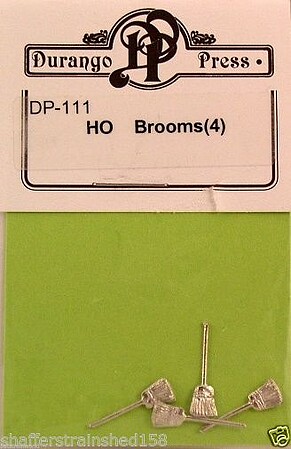 Durango DP Press •
DP-111
HO Brooms(4)
shafferstrainshed158